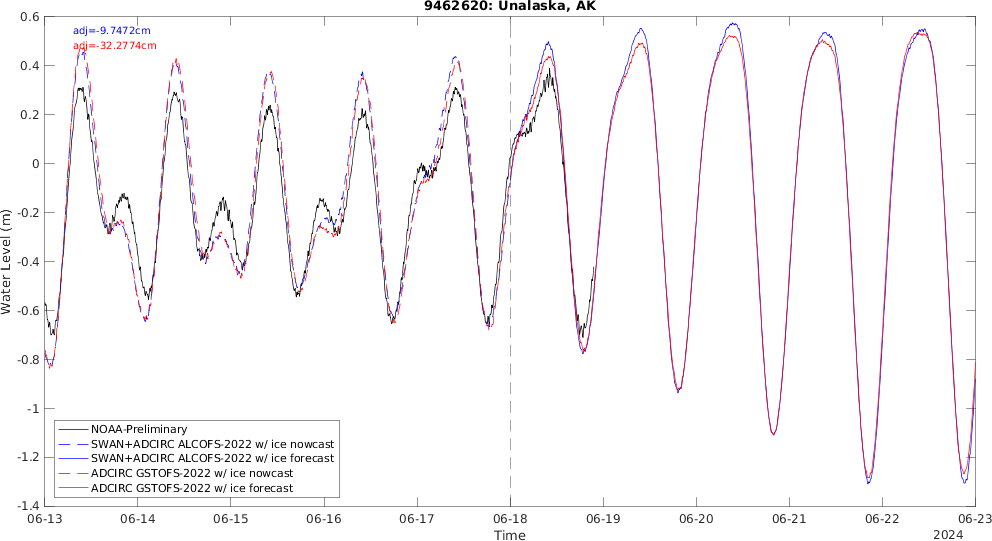 9462620: Unalaska, AK
adj=-9.7472cm
adj=-32.2774cm
0.6
0.4
0.2
0
-0.2
-0.4
-0.6
-0.8
-1
-1.2
-1.4
Water Level (m)
NOAA-Preliminary
SWAN+ADCIRC ALCOFS-2022 w/ ice nowcast
SWAN+ADCIRC ALCOFS-2022 w/ ice forecast
ADCIRC GSTOFS-2022 w/ ice nowcast
ADCIRC GSTOFS-2022 w/ ice forecast
06-13 06-14 06-15 06-16 06-17 06-18 06-19 06-20 06-21 06-22 06-23
Time
2024